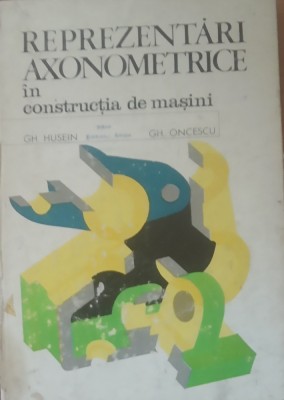 REPREZENTĂRI
AXONOMETRICE
în
construcția de mașini
GH HUSEIN GH. ONCESCU